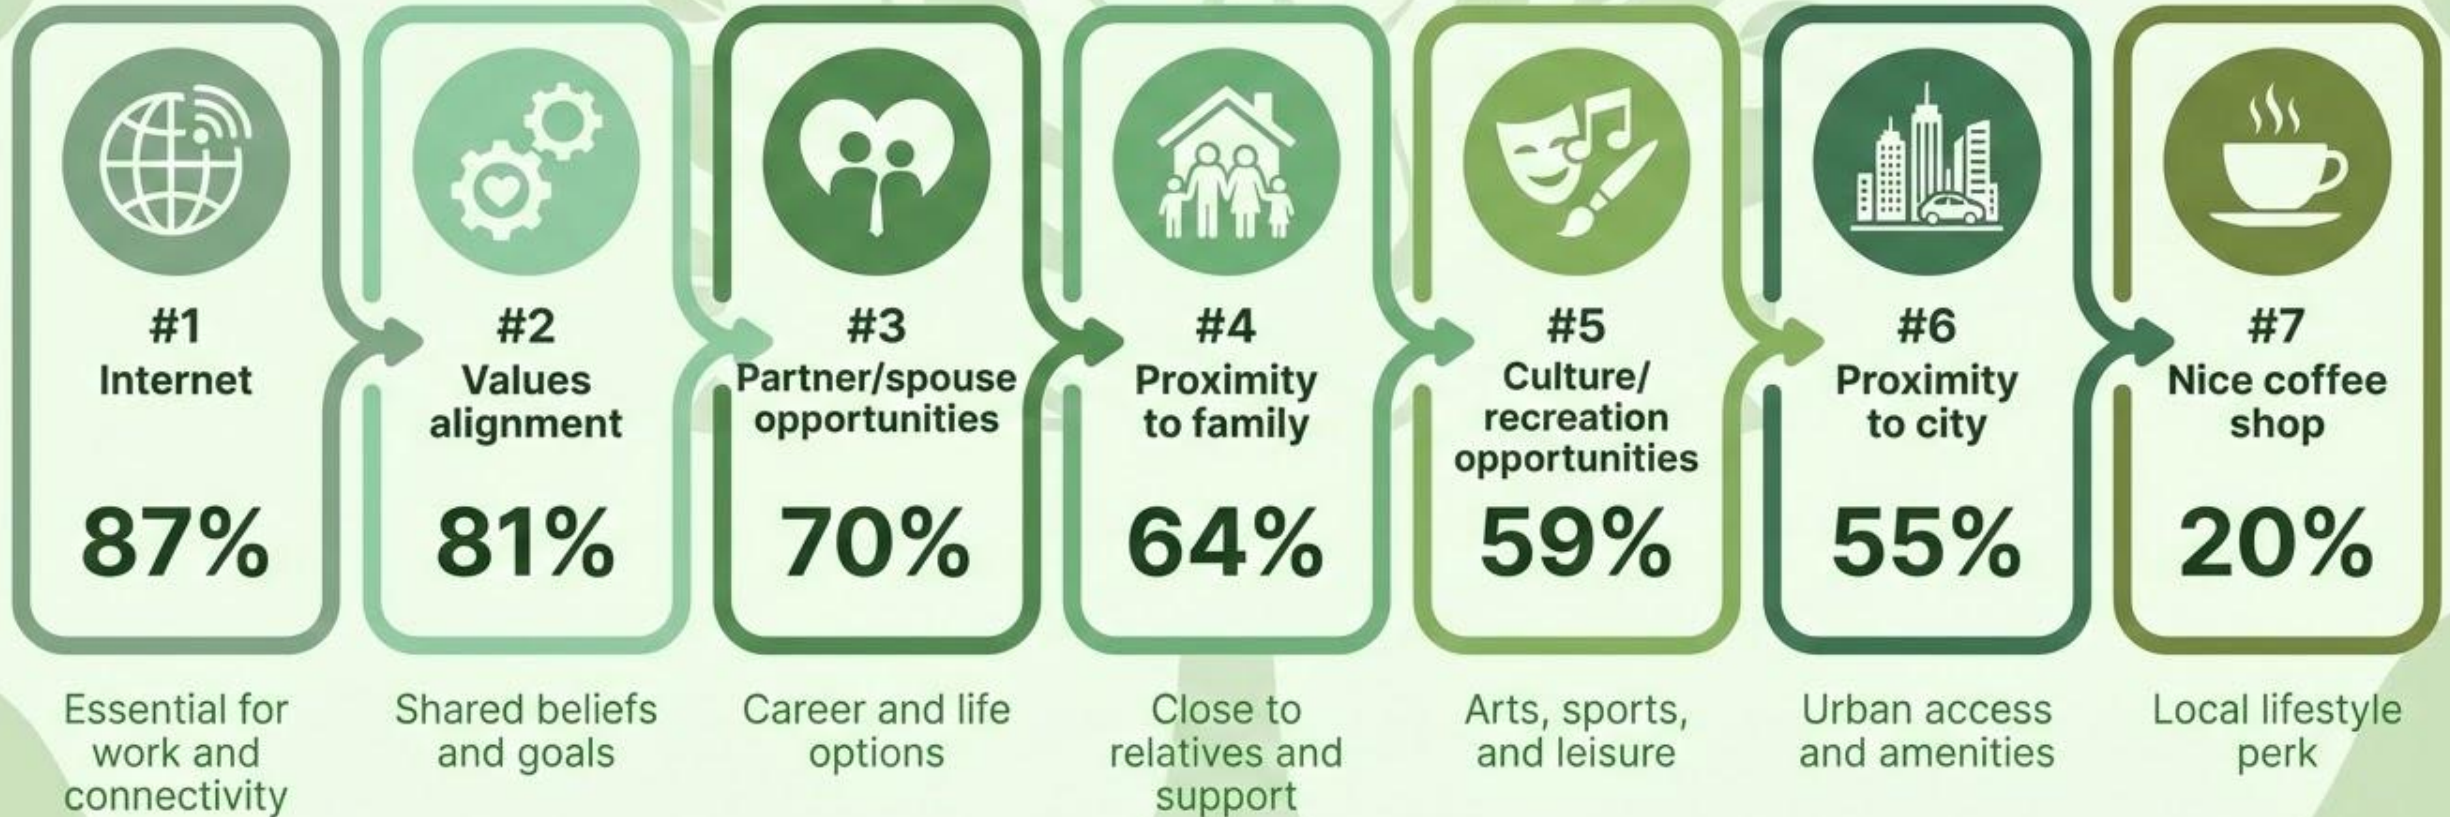 #1
Internet
87%
Essential for
work and
connectivity
#2
Values
alignment
81%
Shared beliefs
and goals
#3
Partner/spouse
opportunities
70%
Career and life
options
#4
Proximity
to family
64%
Close to
relatives and
support
#5
Culture/
recreation
opportunities
59%
Arts, sports,
and leisure
#6
Proximity
to city
55%
Urban access
and amenities
#7
Nice coffee
shop
20%
Local lifestyle
perk